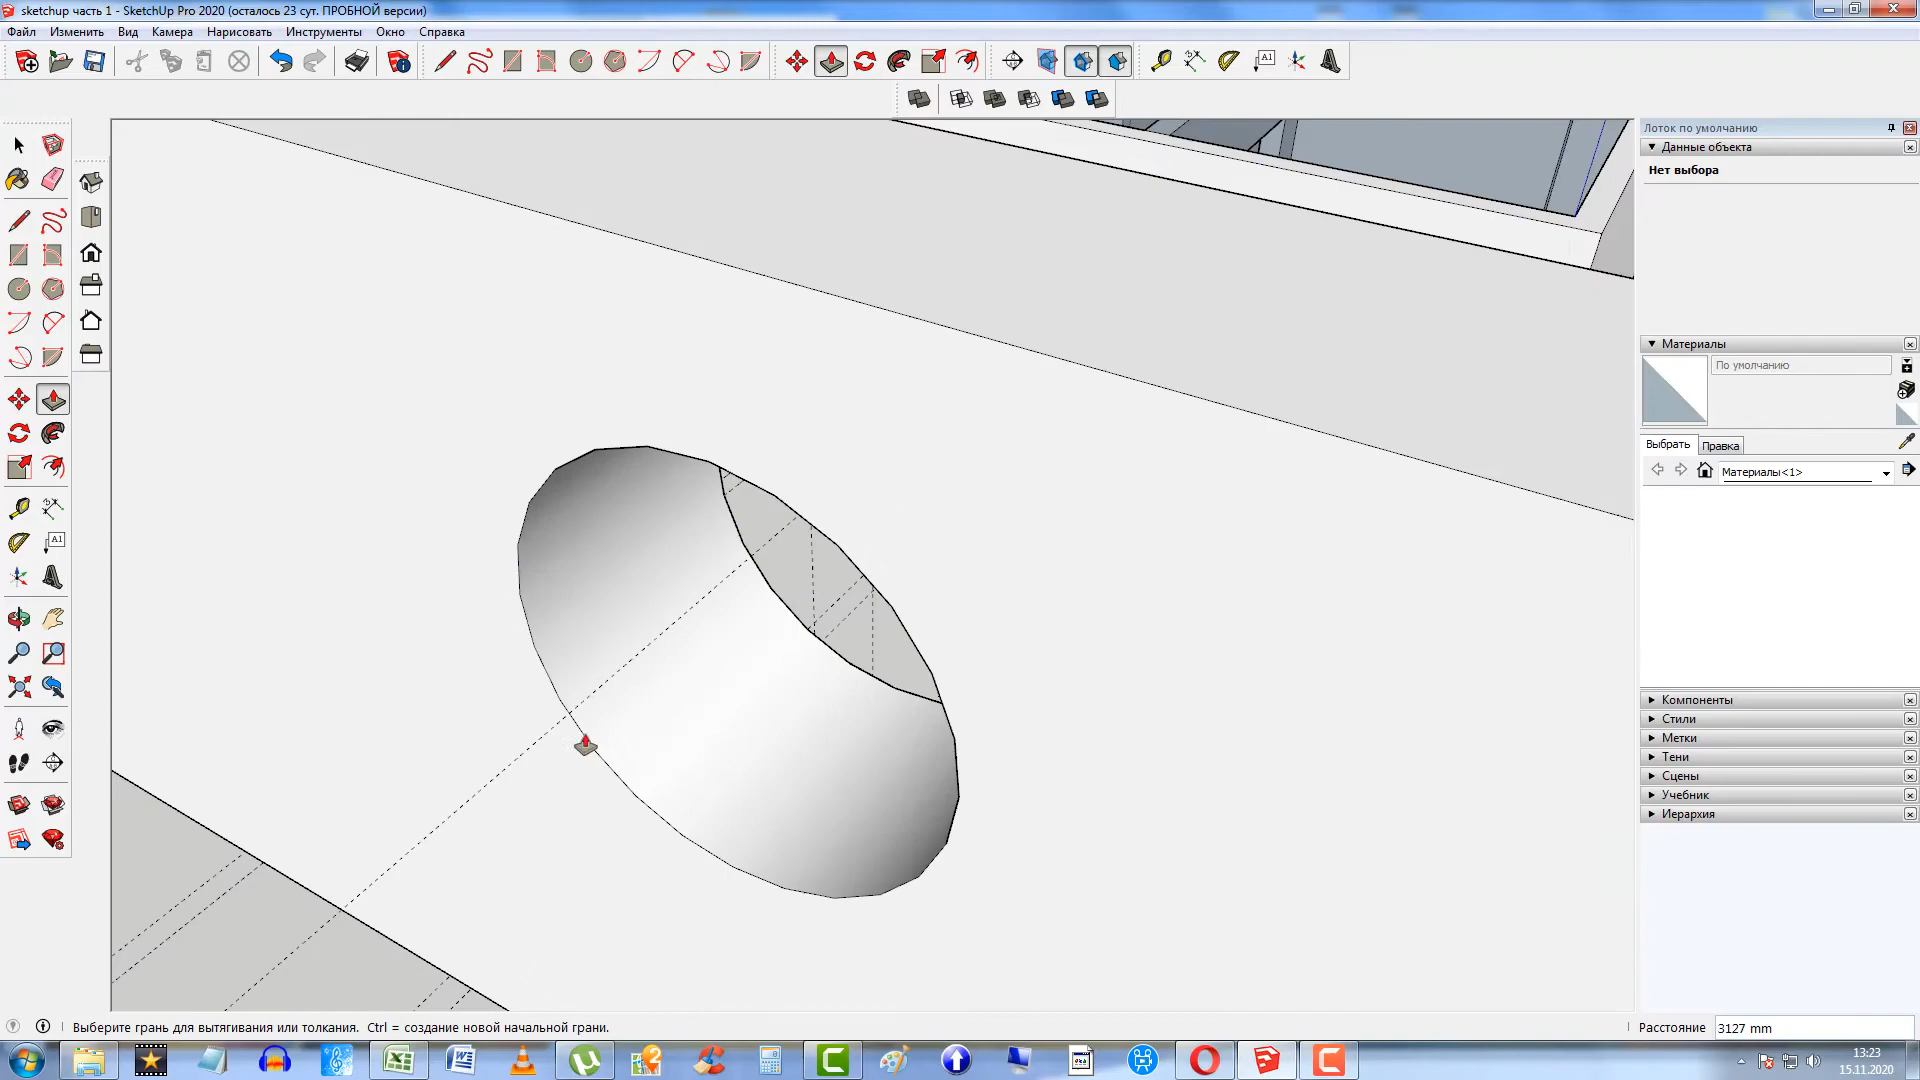 sketchup часть 1 - SketchUp Pro 2020 (осталось 23 сут. ПРОБНОЙ версии)
Файл Изменить Вид Камера Нарисовать Инструменты Окно Справка
A1
Лоток по умолчанию
Данные объекта
Нет выбора
Материалы
По умолчанию
Выбрать Правка
Материалы<1>
A1
Компоненты
Стили
Метки
Тени
Сцены
Учебник
Иерархия
Выберите грань для вытягивания или толкания. Ctrl = создание новой начальной грани.
Расстояние 3127 mm
13:23
15.11.2020